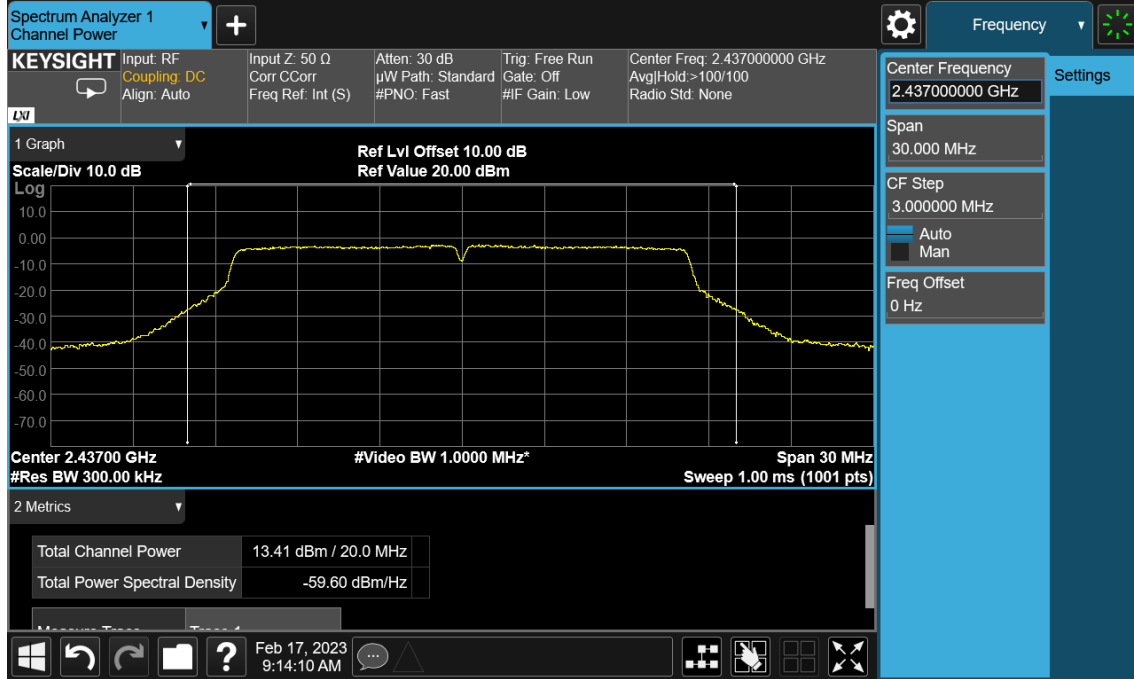 Spectrum Analyzer 1
Channel Power
Frequency
KEYSIGHT
LXI
Input: RF
Coupling: DC
Align: Auto
Input Z: 50 Ω
Corr CCorr
Freq Ref: Int (S)
Atten: 30 dB
µW Path: Standard
#PNO: Fast
Trig: Free Run
Gate: Off
#IF Gain: Low
Center Freq: 2.437000000 GHz
Avg|Hold:>100/100
Radio Std: None
Center Frequency
2.437000000 GHz
Settings
Span
30.000 MHz
CF Step
3.000000 MHz
Auto
Man
Freq Offset
0 Hz
1 Graph
Scale/Div 10.0 dB
Ref Lvl Offset 10.00 dB
Ref Value 20.00 dBm
Log
10.0
0.00
-10.0
-20.0
-30.0
-40.0
-50.0
-60.0
-70.0
Center 2.43700 GHz
#Video BW 1.0000 MHz*
Span 30 MHz
#Res BW 300.00 kHz
Sweep 1.00 ms (1001 pts)
2 Metrics
Total Channel Power 13.41 dBm / 20.0 MHz
Total Power Spectral Density -59.60 dBm/Hz
Measure Trace Trace 1
?
Feb 17, 2023
9:14:10 AM